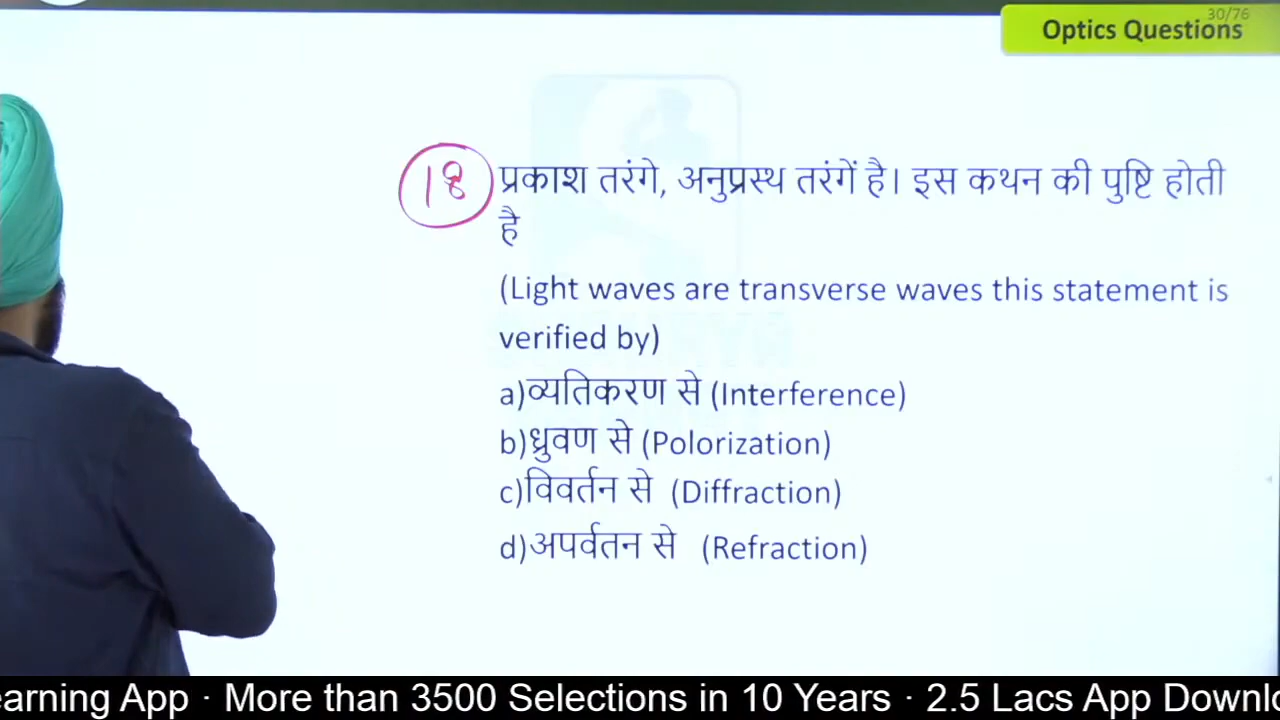 30/76
Optics Questions
18 प्रकाश तरंगे, अनुप्रस्थ तरंगें है। इस कथन की पुष्टि होती
है
(Light waves are transverse waves this statement is
verified by)
a)व्यतिकरण से (Interference)
b)ध्रुवण से (Polorization)
c)विवर्तन से (Diffraction)
d)अपर्वतन से (Refraction)
earning App · More than 3500 Selections in 10 Years · 2.5 Lacs App Downlo